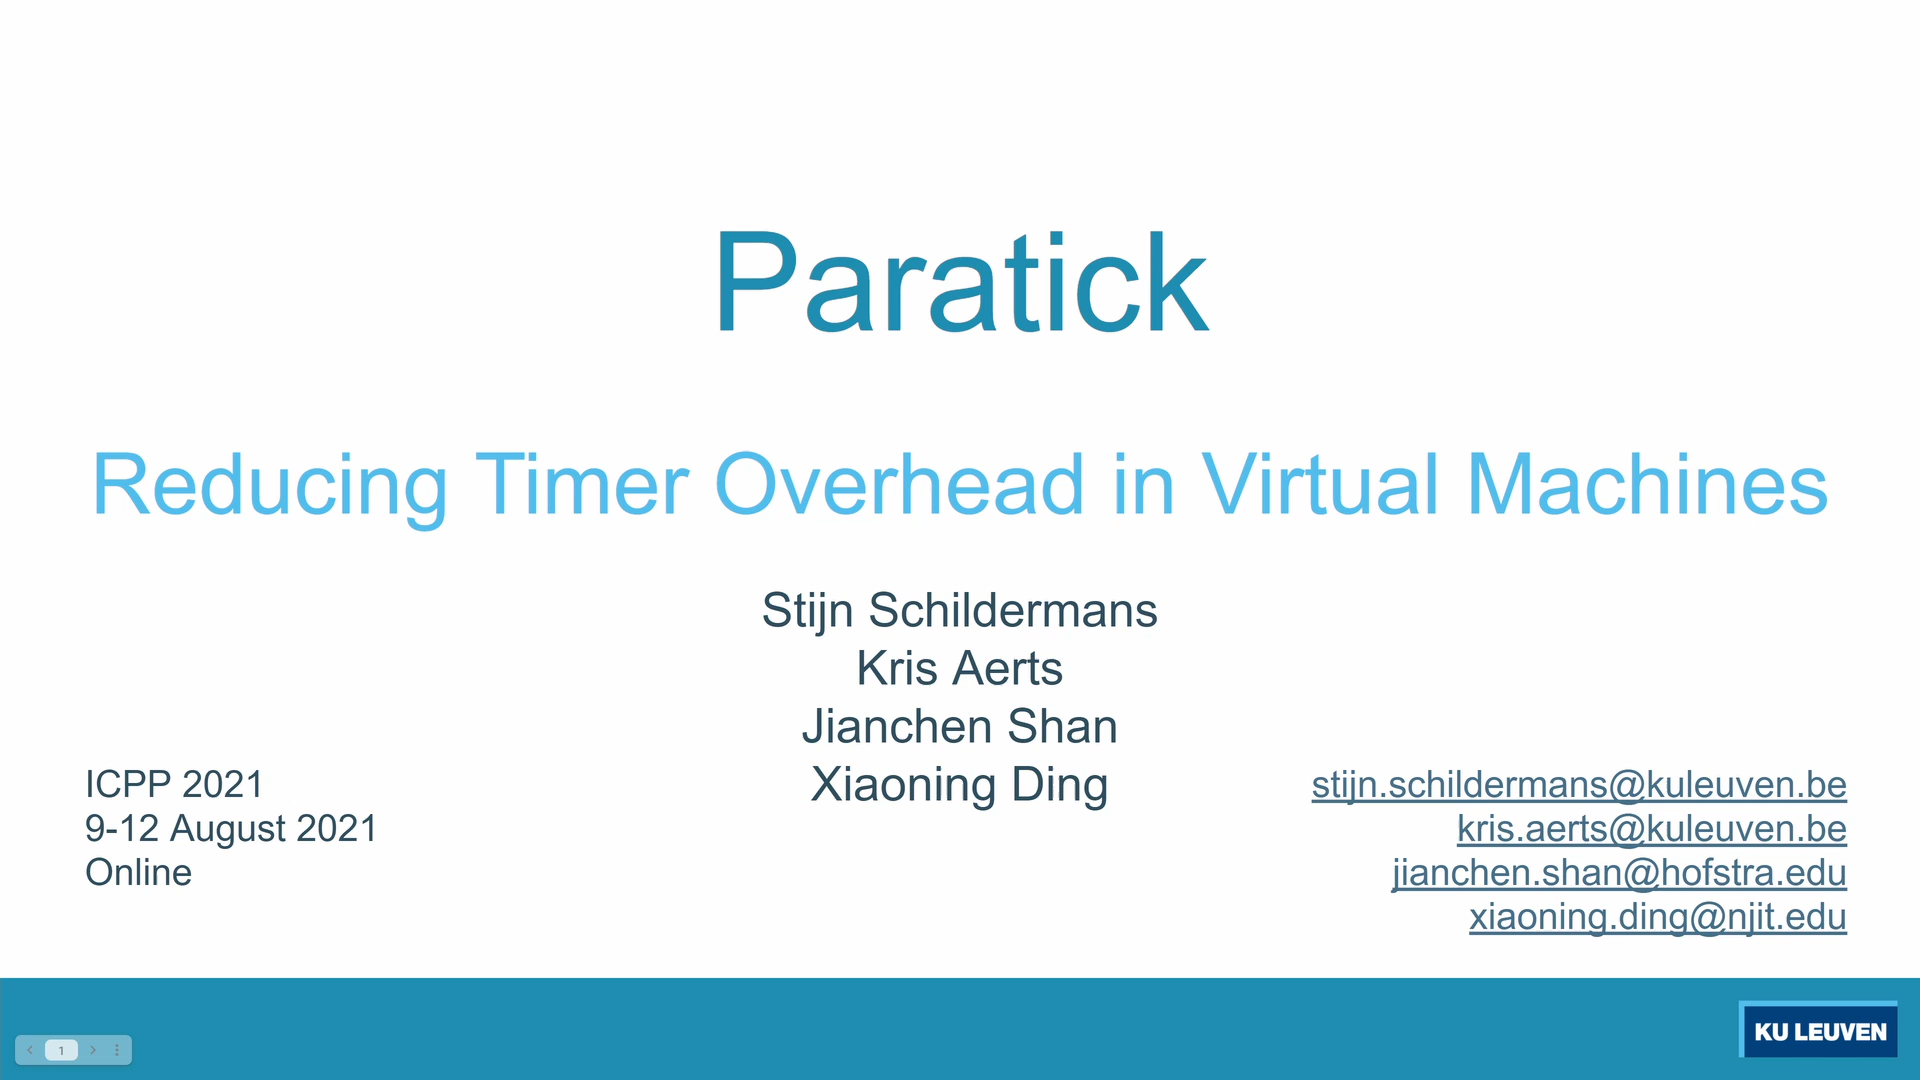 Paratick
Reducing Timer Overhead in Virtual Machines
Stijn Schildermans
Kris Aerts
Jianchen Shan
Xiaoning Ding
ICPP 2021
9-12 August 2021
Online
stijn.schildermans@kuleuven.be
kris.aerts@kuleuven.be
jianchen.shan@hofstra.edu
xiaoning.ding@njit.edu
1
KU LEUVEN